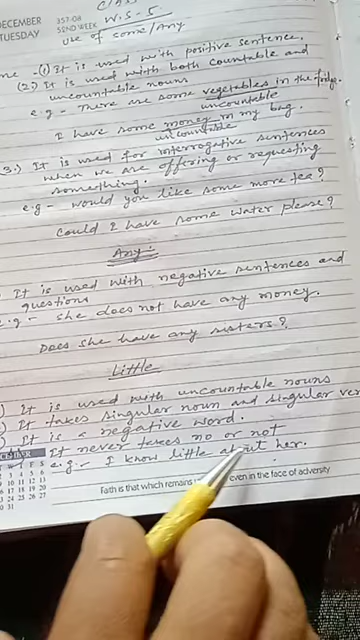 DECEMBER 357-08
TUESDAY 52ND WEEK W.S-5
use of some/Any
(1) It is used with positive sentence.
(2) It is used with both countable and
uncountable nouns
e.g - There are some vegetables in the fridge.
uncountable
I have some money in my bag.
uncountable
3.) It is used for interrogative sentences
when we are offering or requesting
something.
e.g - would you like some more tea?
Could I have some water please?
Any:
It is used with negative sentences and
questions
e.g - she does not have any money.
Does she have any sisters?
Little
) It is used with uncountable nouns
) It takes singular noun and singular ver
) It is a negative word.
It never takes no or not
e.g - I know little about her.
Faith is that which remains even in the face of adversity